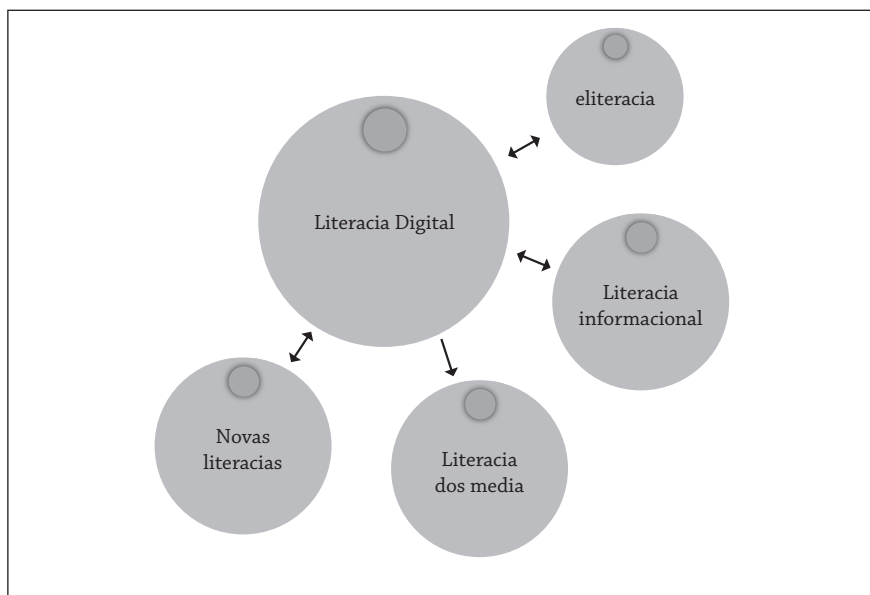 eliteracia
Literacia Digital
Literacia
informacional
Novas
literacias
Literacia
dos media